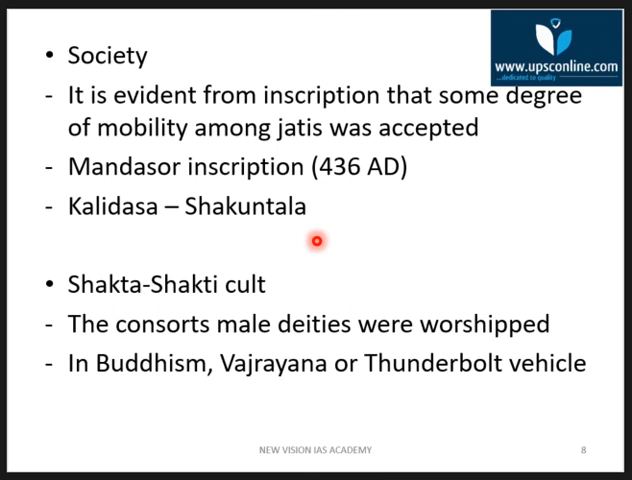 www.upsconline.com
...dedicated to quality
• Society
- It is evident from inscription that some degree
of mobility among jatis was accepted
- Mandasor inscription (436 AD)
- Kalidasa – Shakuntala
• Shakta-Shakti cult
- The consorts male deities were worshipped
- In Buddhism, Vajrayana or Thunderbolt vehicle
NEW VISION IAS ACADEMY
8